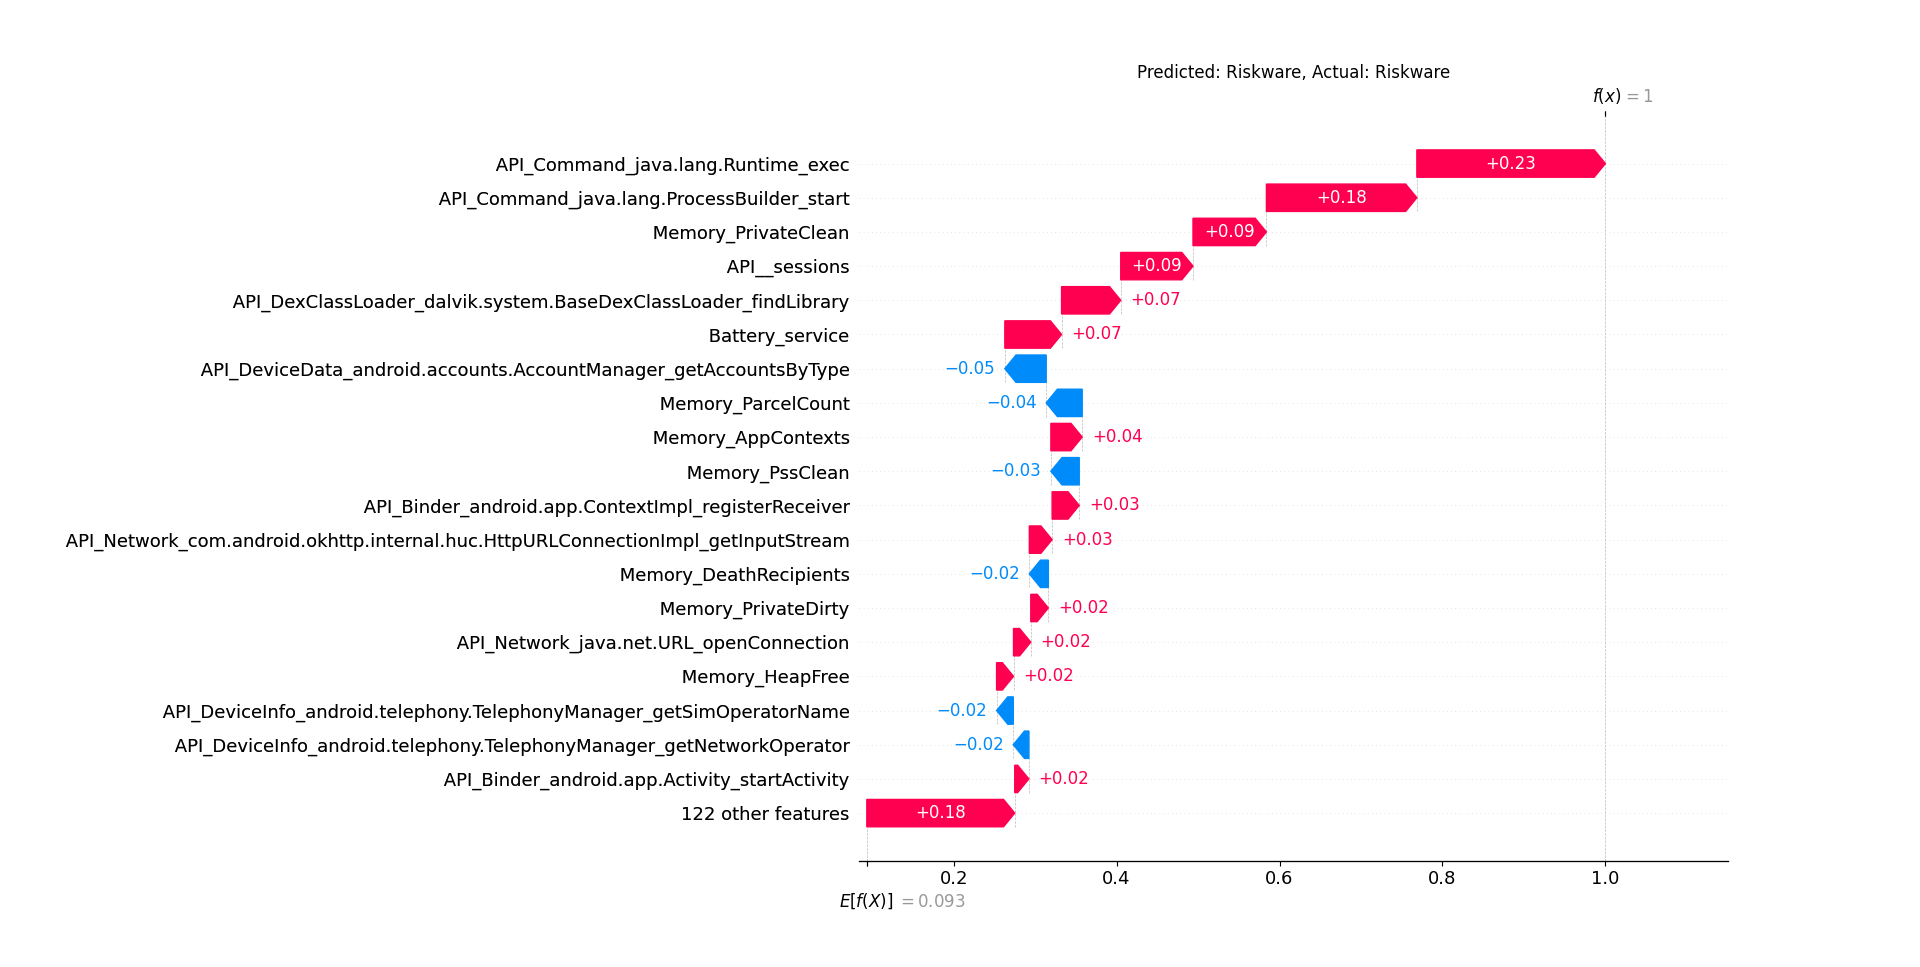 Predicted: Riskware, Actual: Riskware
f(x) = 1
API_Command_java.lang.Runtime_exec +0.23
API_Command_java.lang.ProcessBuilder_start +0.18
Memory_PrivateClean +0.09
API__sessions +0.09
API_DexClassLoader_dalvik.system.BaseDexClassLoader_findLibrary +0.07
Battery_service +0.07
API_DeviceData_android.accounts.AccountManager_getAccountsByType −0.05
Memory_ParcelCount −0.04
Memory_AppContexts +0.04
Memory_PssClean −0.03
API_Binder_android.app.ContextImpl_registerReceiver +0.03
API_Network_com.android.okhttp.internal.huc.HttpURLConnectionImpl_getInputStream +0.03
Memory_DeathRecipients −0.02
Memory_PrivateDirty +0.02
API_Network_java.net.URL_openConnection +0.02
Memory_HeapFree +0.02
API_DeviceInfo_android.telephony.TelephonyManager_getSimOperatorName −0.02
API_DeviceInfo_android.telephony.TelephonyManager_getNetworkOperator −0.02
API_Binder_android.app.Activity_startActivity +0.02
122 other features +0.18
0.2 0.4 0.6 0.8 1.0
E[f(X)] = 0.093